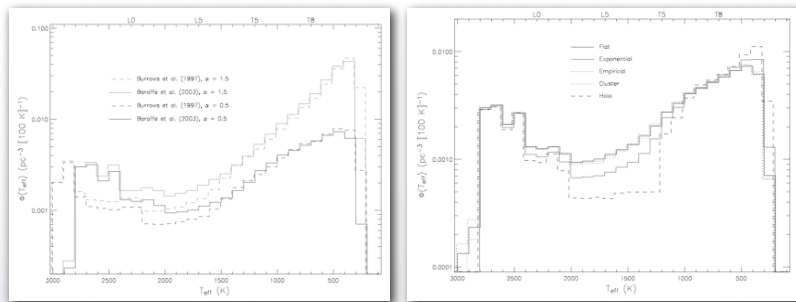 L0 L5 T5 T8
0.100
0.010
0.001
Burrows et al. (1997), α = 1.5
Baraffe et al. (2003), α = 1.5
Burrows et al. (1997), α = 0.5
Baraffe et al. (2003), α = 0.5
Φ(Teff) (pc⁻³ [100 K]⁻¹)
3000 2500 2000 1500 1000 500
Teff (K)
L0 L5 T5 T8
0.0100
0.0010
0.0001
Flat
Exponential
Empirical
Cluster
Halo
Φ(Teff) (pc⁻³ [100 K]⁻¹)
3000 2500 2000 1500 1000 500
Teff (K)